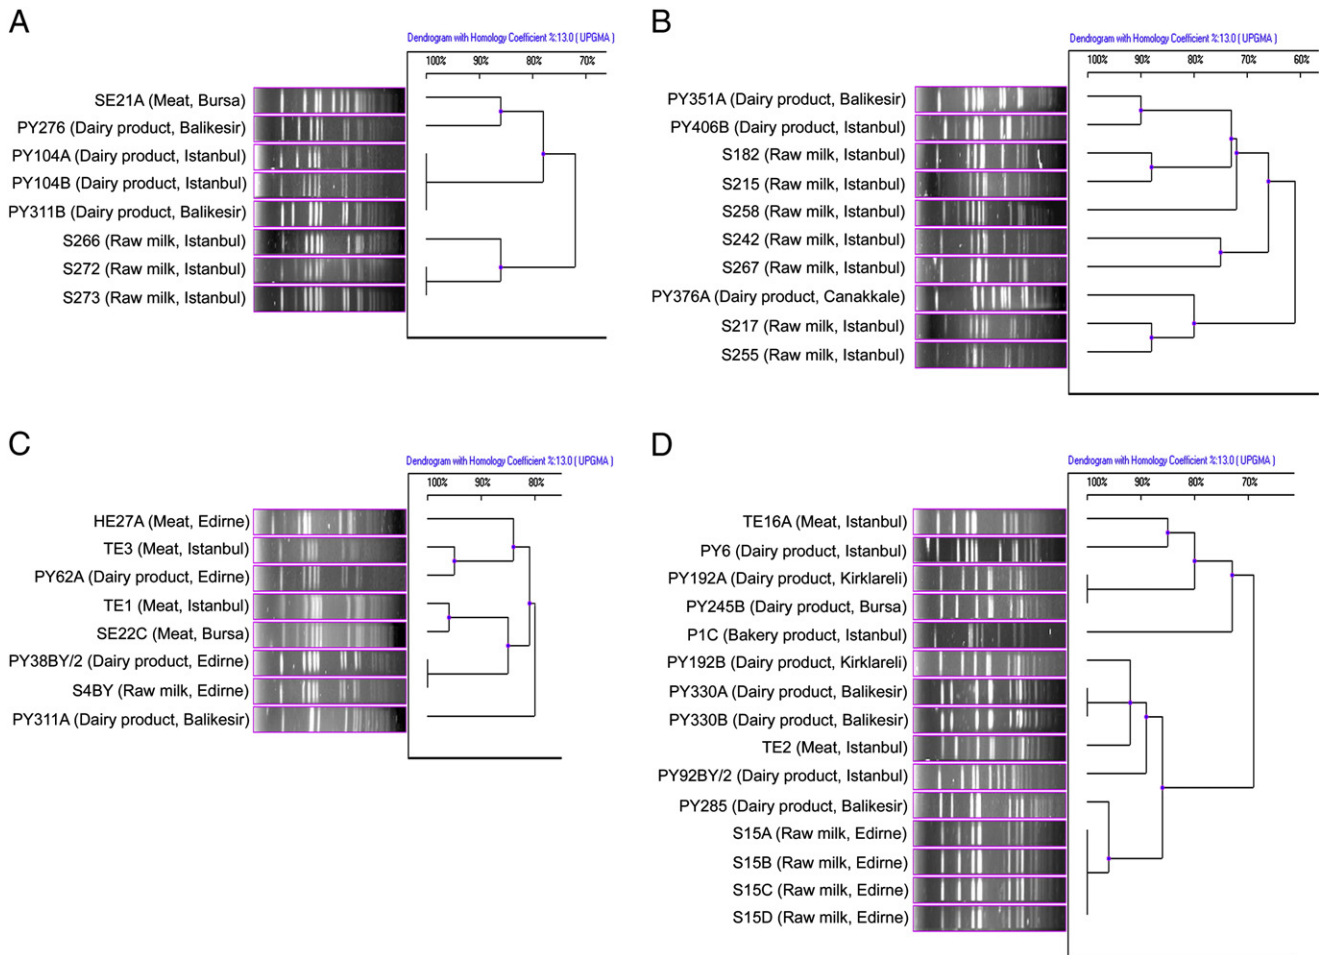 A
Dendrogram with Homology Coefficient %:13.0 ( UPGMA )
100% 90% 80% 70%
SE21A (Meat, Bursa)
PY276 (Dairy product, Balikesir)
PY104A (Dairy product, Istanbul)
PY104B (Dairy product, Istanbul)
PY311B (Dairy product, Balikesir)
S266 (Raw milk, Istanbul)
S272 (Raw milk, Istanbul)
S273 (Raw milk, Istanbul)
B
Dendrogram with Homology Coefficient %:13.0 ( UPGMA )
100% 90% 80% 70% 60%
PY351A (Dairy product, Balikesir)
PY406B (Dairy product, Istanbul)
S182 (Raw milk, Istanbul)
S215 (Raw milk, Istanbul)
S258 (Raw milk, Istanbul)
S242 (Raw milk, Istanbul)
S267 (Raw milk, Istanbul)
PY376A (Dairy product, Canakkale)
S217 (Raw milk, Istanbul)
S255 (Raw milk, Istanbul)
C
Dendrogram with Homology Coefficient %:13.0 ( UPGMA )
100% 90% 80%
HE27A (Meat, Edirne)
TE3 (Meat, Istanbul)
PY62A (Dairy product, Edirne)
TE1 (Meat, Istanbul)
SE22C (Meat, Bursa)
PY38BY/2 (Dairy product, Edirne)
S4BY (Raw milk, Edirne)
PY311A (Dairy product, Balikesir)
D
Dendrogram with Homology Coefficient %:13.0 ( UPGMA )
100% 90% 80% 70%
TE16A (Meat, Istanbul)
PY6 (Dairy product, Istanbul)
PY192A (Dairy product, Kirklareli)
PY245B (Dairy product, Bursa)
P1C (Bakery product, Istanbul)
PY192B (Dairy product, Kirklareli)
PY330A (Dairy product, Balikesir)
PY330B (Dairy product, Balikesir)
TE2 (Meat, Istanbul)
PY92BY/2 (Dairy product, Istanbul)
PY285 (Dairy product, Balikesir)
S15A (Raw milk, Edirne)
S15B (Raw milk, Edirne)
S15C (Raw milk, Edirne)
S15D (Raw milk, Edirne)